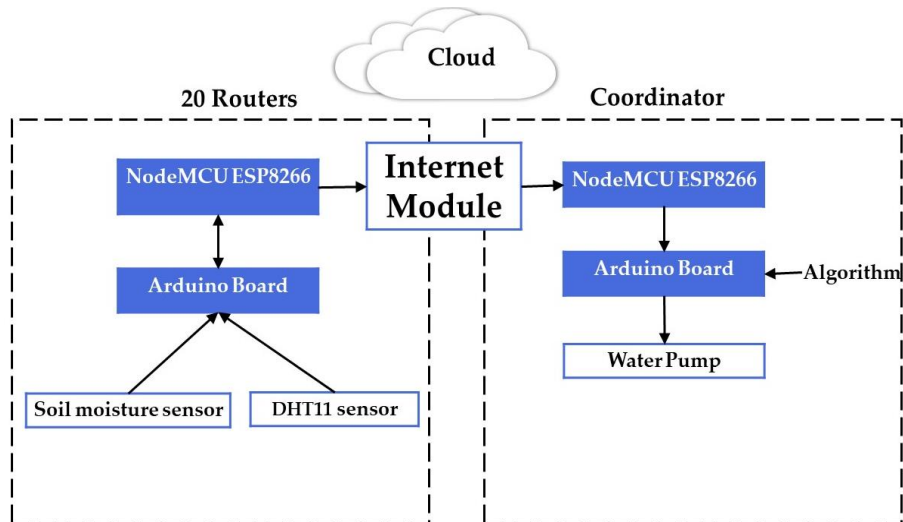 Cloud
20 Routers
Coordinator
NodeMCU ESP8266
Internet
Module
NodeMCU ESP8266
Arduino Board
Arduino Board
Algorithm
Water Pump
Soil moisture sensor
DHT11 sensor